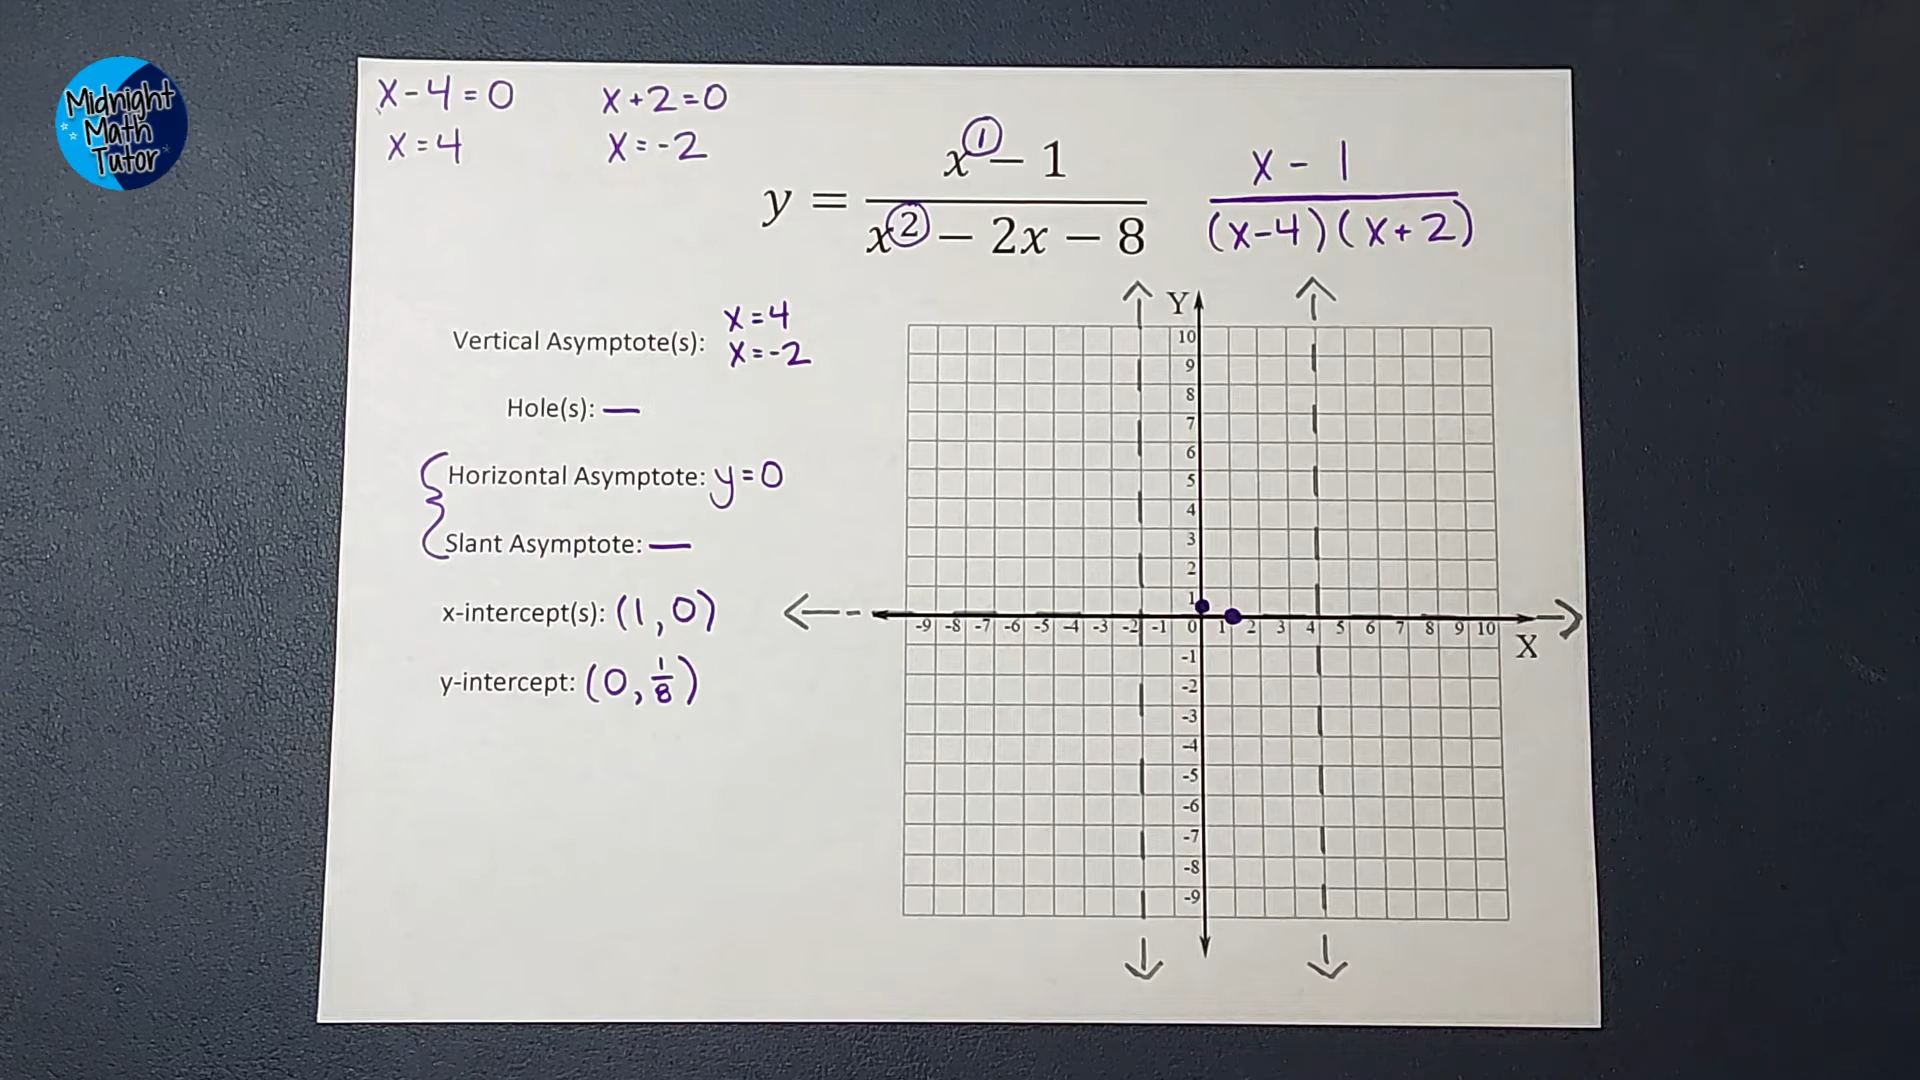 Midnight
Math
Tutor
x-4=0
x=4
x+2=0
x=-2
y = x^1 - 1 / x^2 - 2x - 8
x - 1 / (x-4)(x+2)
Vertical Asymptote(s): x=4
x=-2
Hole(s): —
Horizontal Asymptote: y=0
Slant Asymptote: —
x-intercept(s): (1, 0)
y-intercept: (0, 1/8)
Y
10
9
8
7
6
5
4
3
2
1
-9 -8 -7 -6 -5 -4 -3 -2 -1 0 1 2 3 4 5 6 7 8 9 10
X
-1
-2
-3
-4
-5
-6
-7
-8
-9